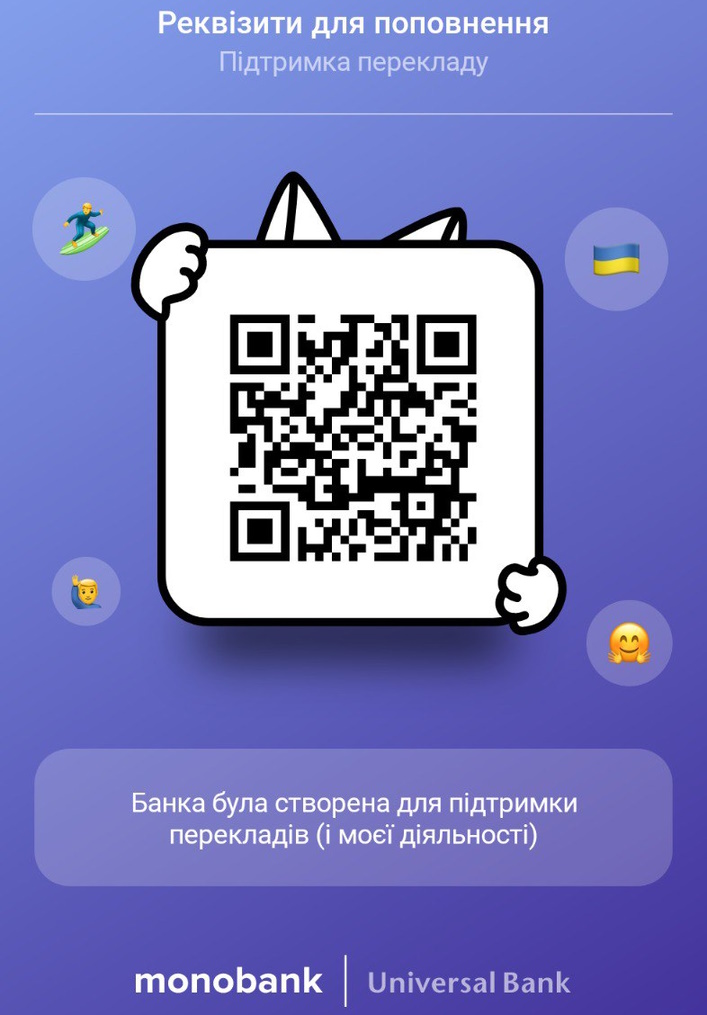 Реквізити для поповнення
Підтримка перекладу
Банка була створена для підтримки
перекладів (і моєї діяльності)
monobank | Universal Bank